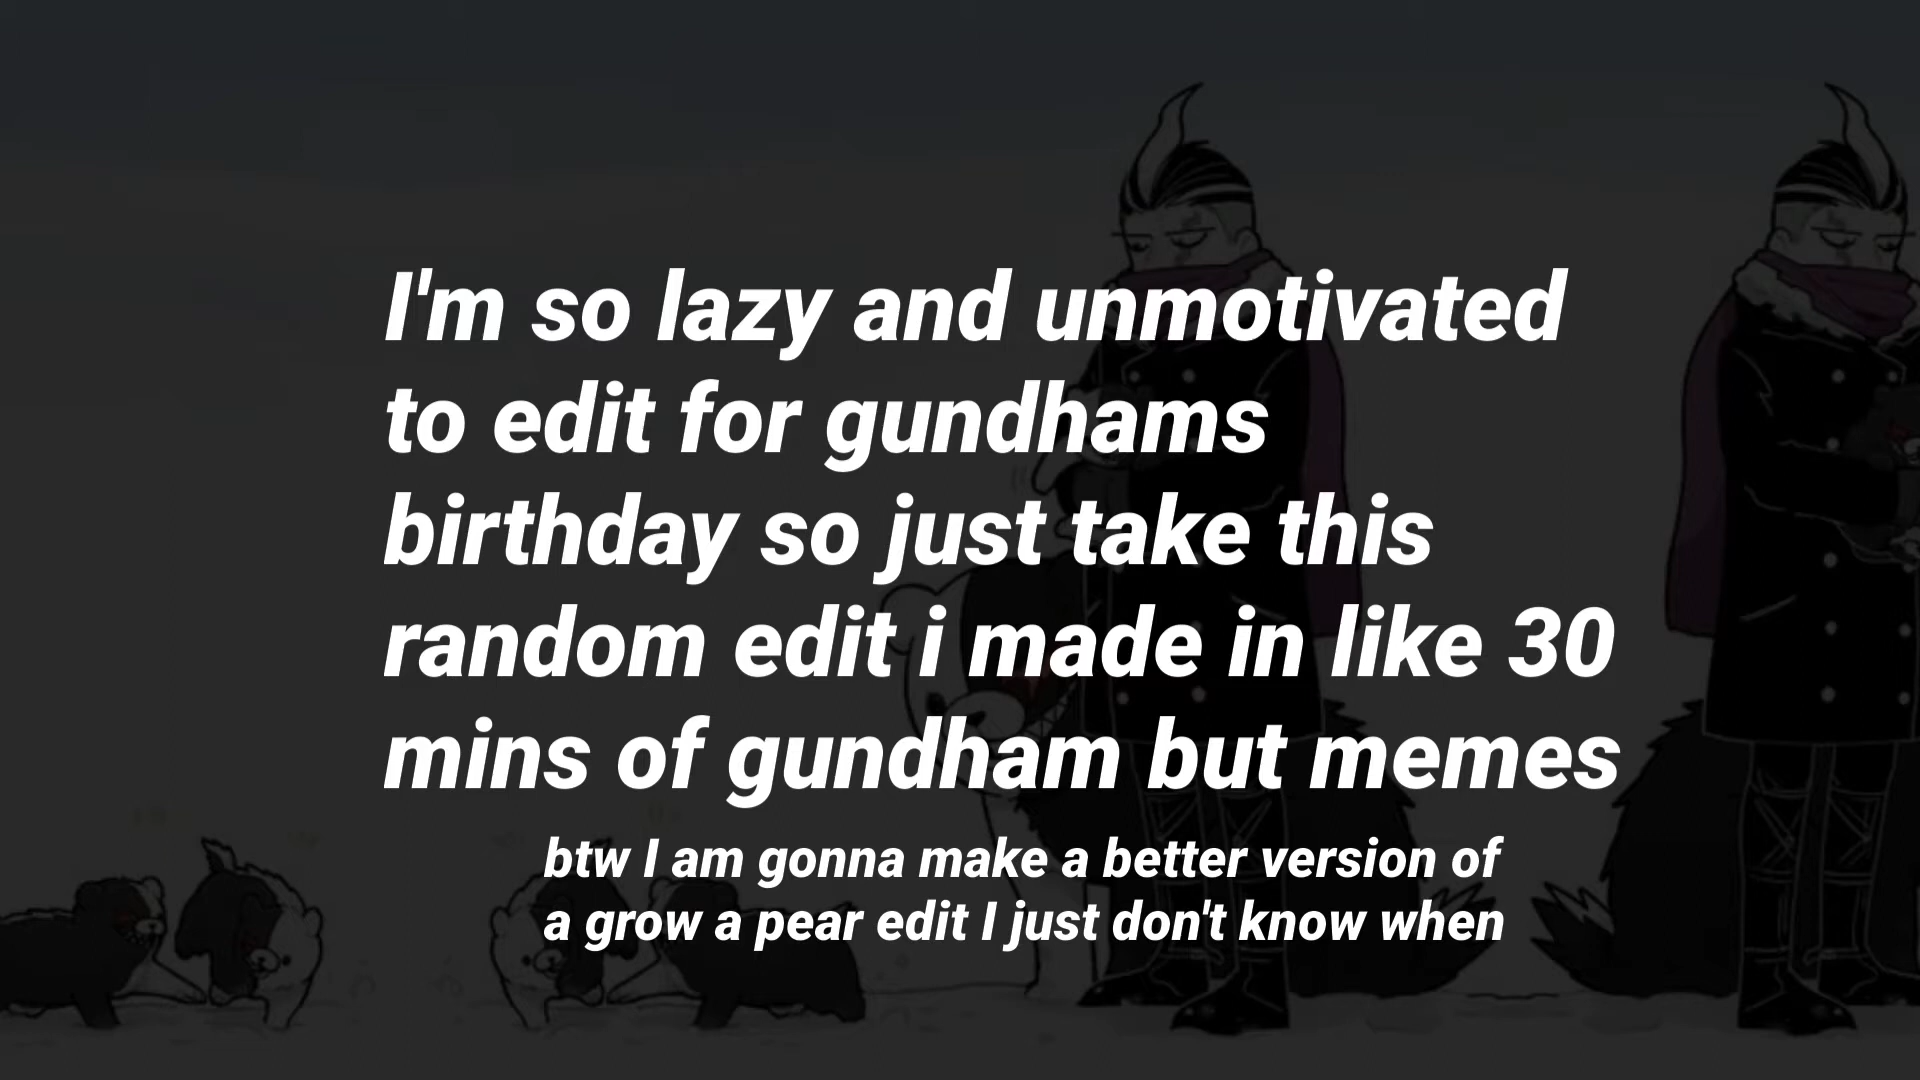 I'm so lazy and unmotivated
to edit for gundhams
birthday so just take this
random edit i made in like 30
mins of gundham but memes
btw I am gonna make a better version of
a grow a pear edit I just don't know when